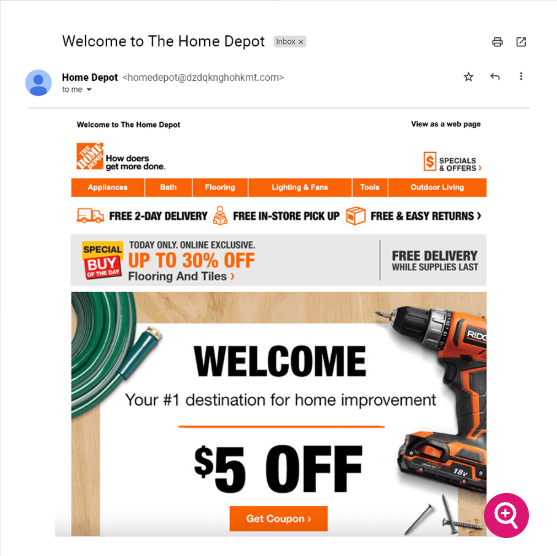 Welcome to The Home Depot Inbox x
Home Depot <homedepot@dzdqknghohkmt.com>
to me
Welcome to The Home Depot
View as a web page
THE HOME DEPOT
How doers
get more done.
$ SPECIALS
& OFFERS ›
Appliances Bath Flooring Lighting & Fans Tools Outdoor Living
FREE 2-DAY DELIVERY FREE IN-STORE PICK UP FREE & EASY RETURNS ›
SPECIAL
BUY
OF THE DAY
TODAY ONLY. ONLINE EXCLUSIVE.
UP TO 30% OFF
Flooring And Tiles ›
FREE DELIVERY
WHILE SUPPLIES LAST
WELCOME
Your #1 destination for home improvement
$5 OFF
Get Coupon ›
18v